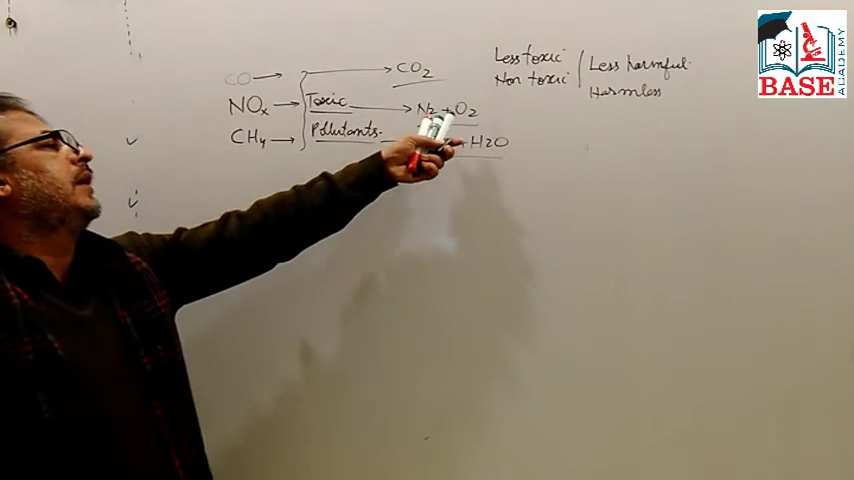 CO → → CO2
NOx → Toxic → N2 + O2
CH4 → Pollutants- + H2O
Less toxic Less harmful.
Non toxic Harmless
BASE
ACADEMY